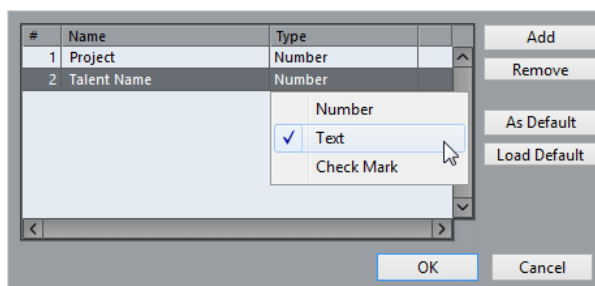 # Name Type
1 Project Number
2 Talent Name Number
Number
Text
Check Mark
Add
Remove
As Default
Load Default
OK Cancel